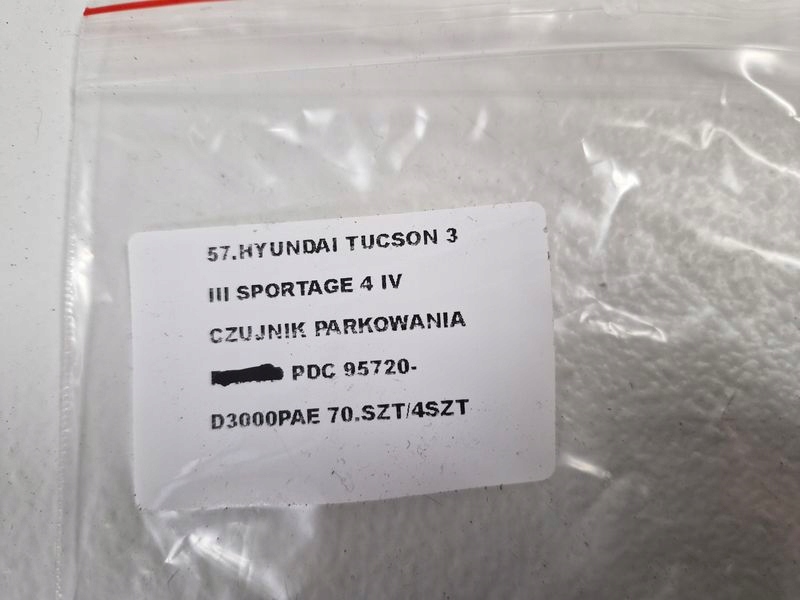 57.HYUNDAI TUCSON 3
III SPORTAGE 4 IV
CZUJNIK PARKOWANIA
PDC 95720-
D3000PAE 70.SZT/4SZT